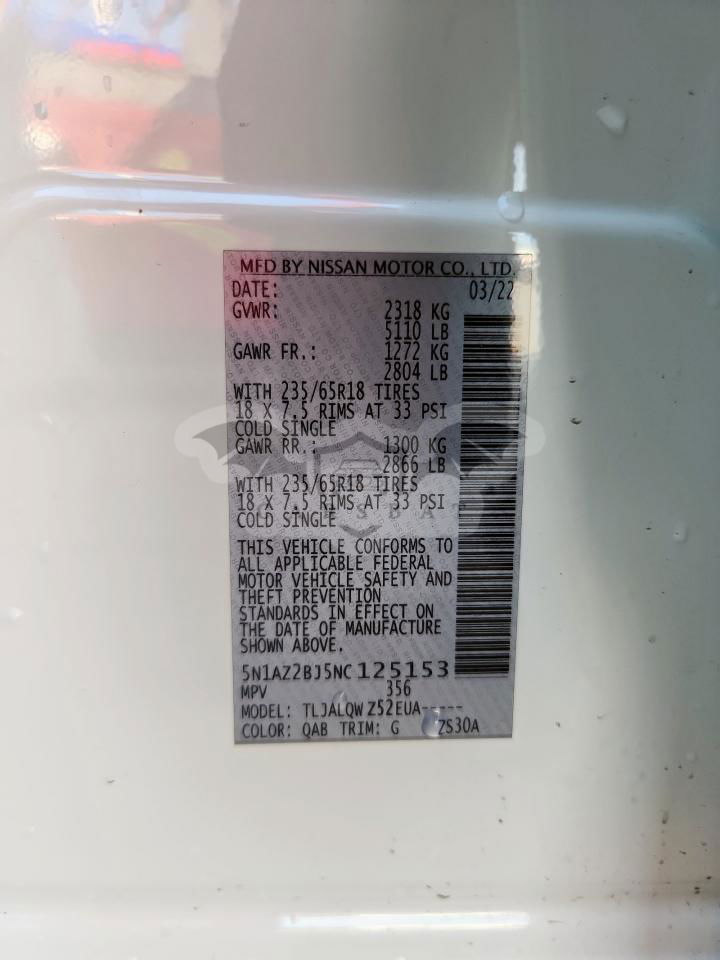 MFD BY NISSAN MOTOR CO., LTD.
DATE: 03/22
GVWR: 2318 KG
5110 LB
GAWR FR.: 1272 KG
2804 LB
WITH 235/65R18 TIRES
18 X 7.5 RIMS AT 33 PSI
COLD SINGLE
GAWR RR.: 1300 KG
2866 LB
WITH 235/65R18 TIRES
18 X 7.5 RIMS AT 33 PSI
COLD SINGLE
THIS VEHICLE CONFORMS TO
ALL APPLICABLE FEDERAL
MOTOR VEHICLE SAFETY AND
THEFT PREVENTION
STANDARDS IN EFFECT ON
THE DATE OF MANUFACTURE
SHOWN ABOVE.
5N1AZ2BJ5NC125153
MPV 356
MODEL: TLJALQW Z52EUA-----
COLOR: QAB TRIM: G ZS30A